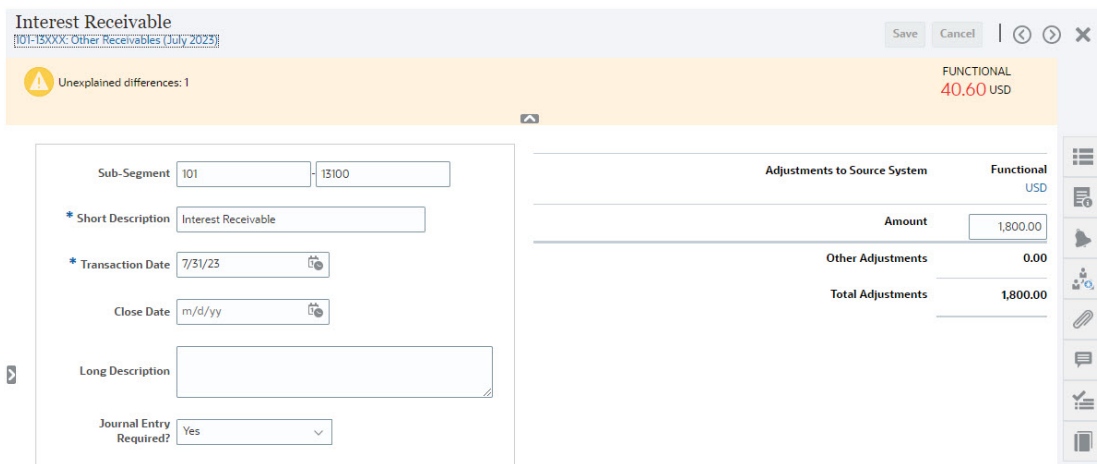 Interest Receivable
101-13XXX: Other Receivables (July 2023)
Save Cancel
Unexplained differences: 1
FUNCTIONAL
40.60 USD
Sub-Segment 101 - 13100
* Short Description Interest Receivable
* Transaction Date 7/31/23
Close Date m/d/yy
Long Description
Journal Entry
Required? Yes
Adjustments to Source System Functional
USD
Amount 1,800.00
Other Adjustments 0.00
Total Adjustments 1,800.00